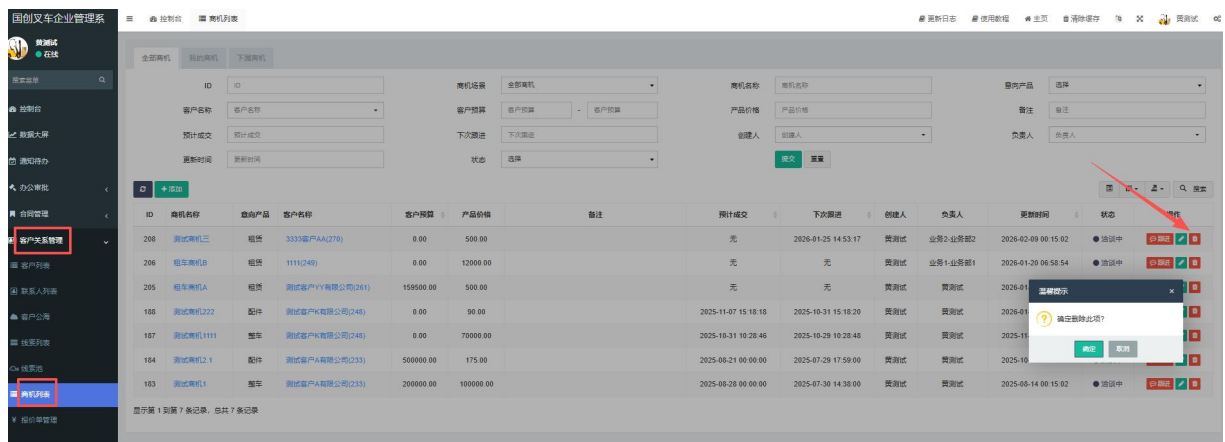 国创叉车企业管理系
控制台
商机列表
更新日志
使用教程
主页
清除缓存
黄测试
黄测试
在线
搜索菜单
控制台
数据大屏
通知待办
办公审批
合同管理
客户关系管理
客户列表
联系人列表
客户公海
线索列表
线索池
商机列表
¥ 报价单管理
全部商机 我的商机 下属商机
ID ID 商机场景 全部商机 商机名称 商机名称 意向产品 选择
客户名称 客户名称 客户预算 客户预算 - 客户预算 产品价格 产品价格 备注 备注
预计成交 预计成交 下次跟进 下次跟进 创建人 创建人 负责人 负责人
更新时间 更新时间 状态 选择 提交 重置
+添加 搜索
ID 商机名称 意向产品 客户名称 客户预算 产品价格 备注 预计成交 下次跟进 创建人 负责人 更新时间 状态 操作
208 测试商机三 租赁 3333客户AA(270) 0.00 500.00 无 2026-01-25 14:53:17 黄测试 业务2-业务部2 2026-02-09 00:15:02 洽谈中 跟进
206 租车商机B 租赁 1111(249) 0.00 12000.00 无 无 黄测试 业务1-业务部1 2026-01-20 06:58:54 洽谈中 跟进
205 租车商机A 租赁 测试客户YY有限公司(261) 159500.00 500.00 无 无 黄测试 黄测试 2026-01
188 测试商机222 配件 测试客户K有限公司(248) 0.00 90.00 2025-11-07 15:18:18 2025-10-31 15:18:20 黄测试 黄测试 2026-01
187 测试商机1111 整车 测试客户K有限公司(248) 0.00 70000.00 2025-10-31 10:28:46 2025-10-29 10:28:48 黄测试 黄测试 2025-11
184 测试商机2.1 配件 测试客户A有限公司(233) 500000.00 175.00 2025-08-21 00:00:00 2025-07-29 17:59:00 黄测试 黄测试 2025-10
183 测试商机1 整车 测试客户A有限公司(233) 200000.00 100000.00 2025-08-28 00:00:00 2025-07-30 14:38:00 黄测试 黄测试 2025-08-14 00:15:02 洽谈中 跟进
显示第 1 到第 7 条记录，总共 7 条记录
温馨提示 ×
确定删除此项?
确定 取消